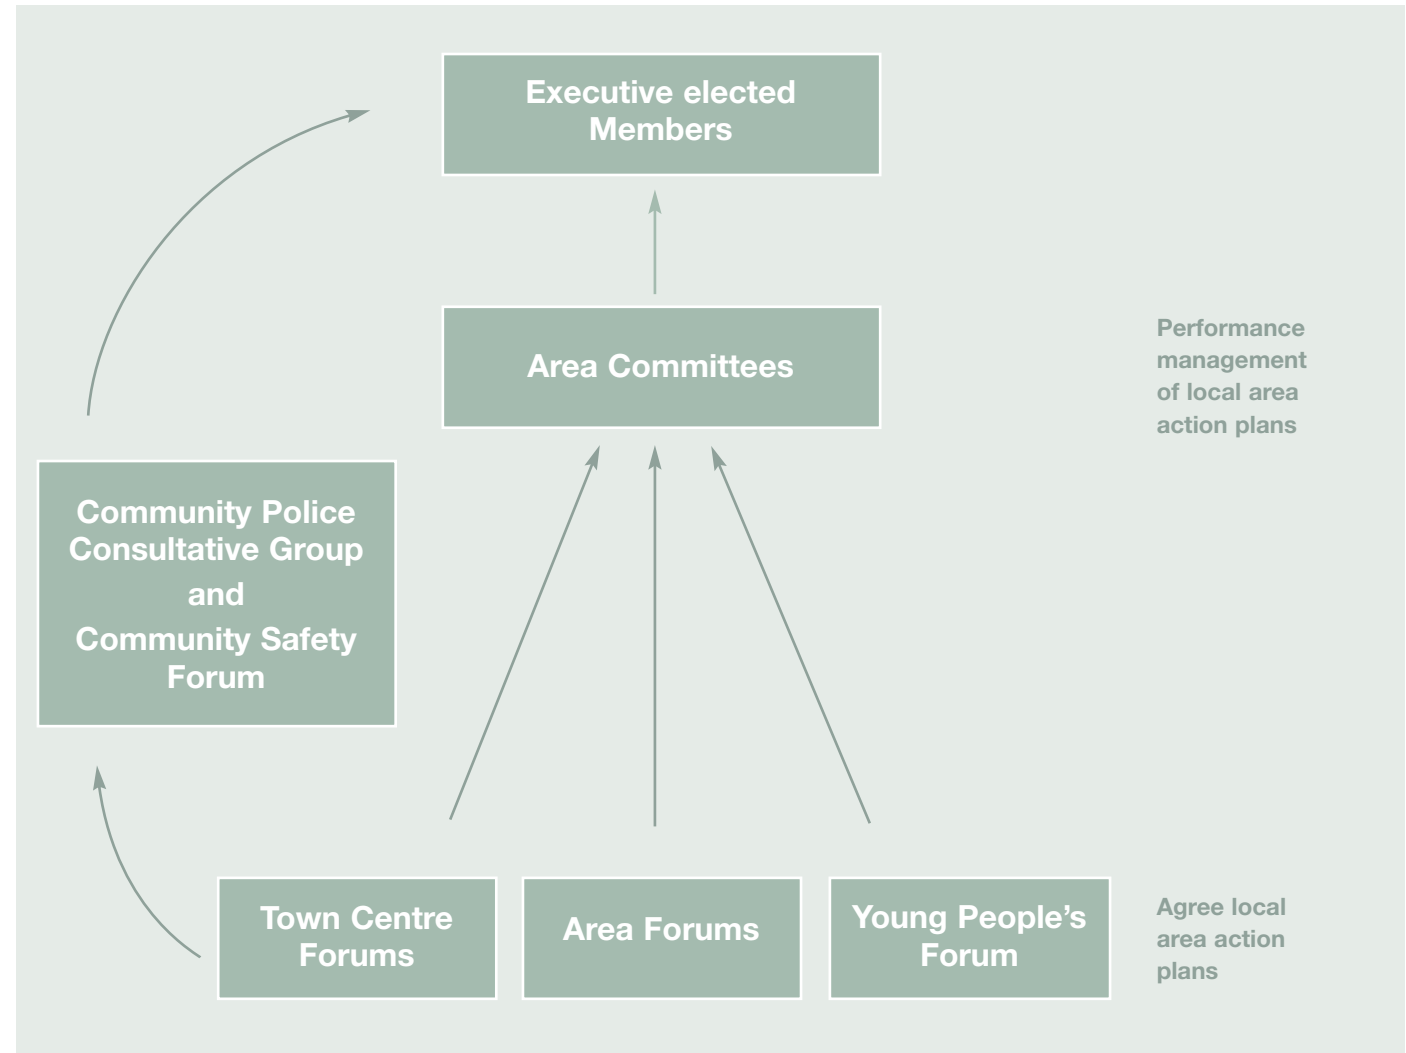 Executive elected
Members
Area Committees
Performance
management
of local area
action plans
Community Police
Consultative Group
and
Community Safety
Forum
Town Centre
Forums
Area Forums
Young People’s
Forum
Agree local
area action
plans